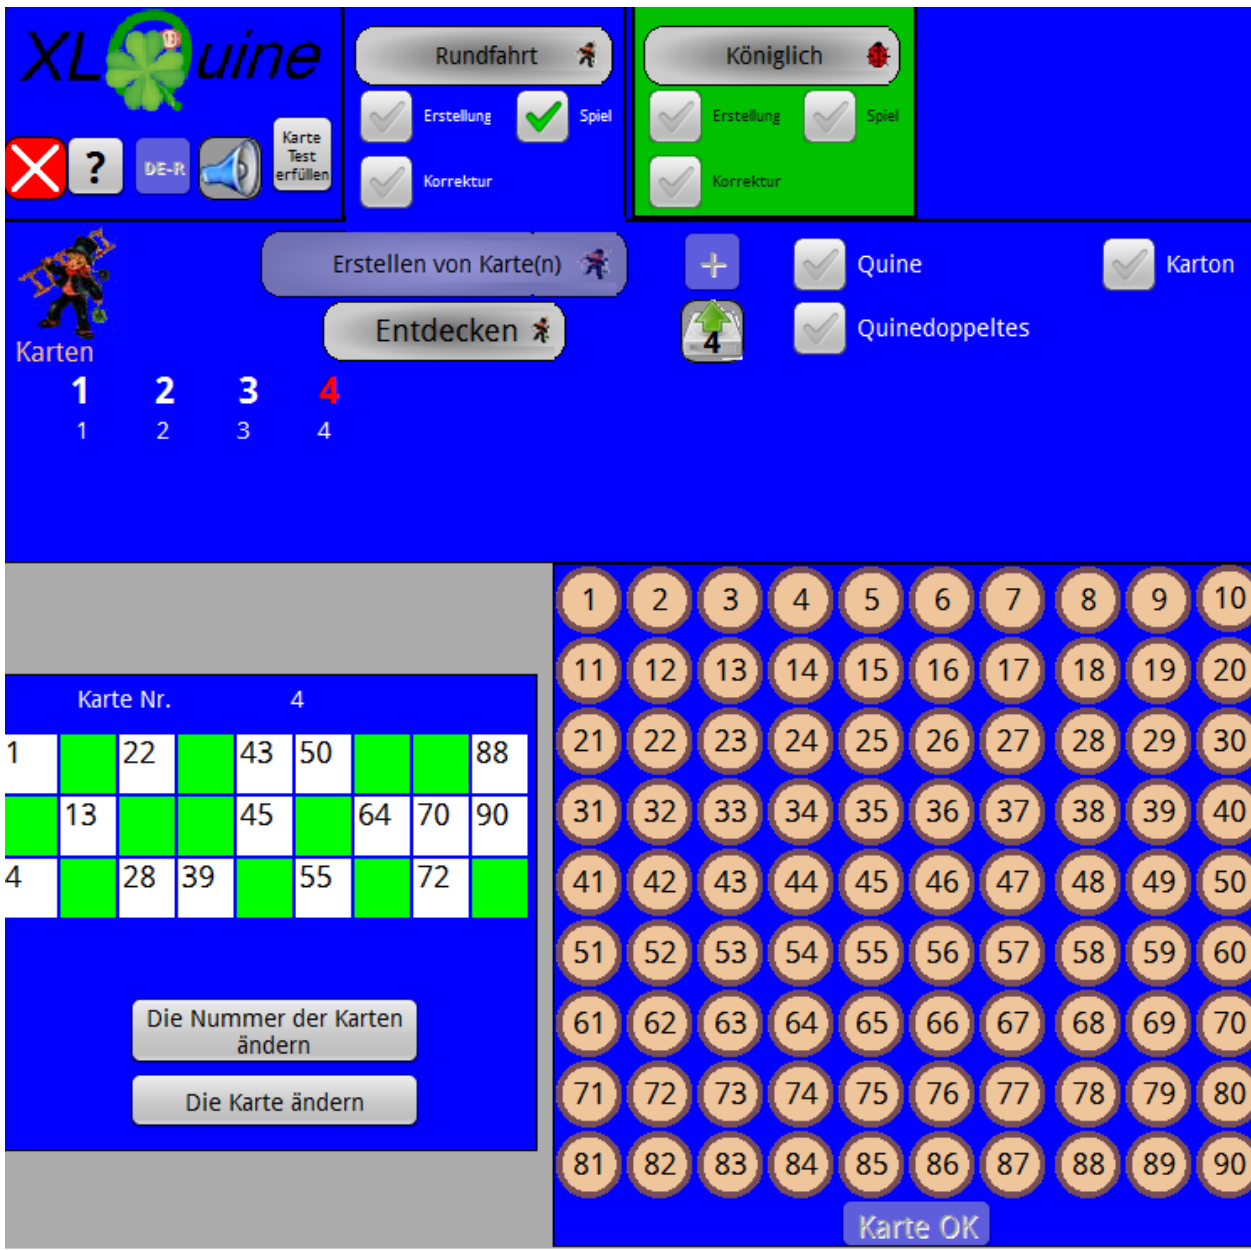 XLQuine
Rundfahrt
Königlich
Erstellung
Spiel
Erstellung
Spiel
Korrektur
Korrektur
?
DE-R
Karte
Test
erfüllen
Erstellen von Karte(n)
+
Quine
Karton
Entdecken
4
Quinedoppeltes
Karten
1 2 3 4
1 2 3 4
Karte Nr. 4
1 22 43 50 88
13 45 64 70 90
4 28 39 55 72
Die Nummer der Karten
ändern
Die Karte ändern
1 2 3 4 5 6 7 8 9 10
11 12 13 14 15 16 17 18 19 20
21 22 23 24 25 26 27 28 29 30
31 32 33 34 35 36 37 38 39 40
41 42 43 44 45 46 47 48 49 50
51 52 53 54 55 56 57 58 59 60
61 62 63 64 65 66 67 68 69 70
71 72 73 74 75 76 77 78 79 80
81 82 83 84 85 86 87 88 89 90
Karte OK